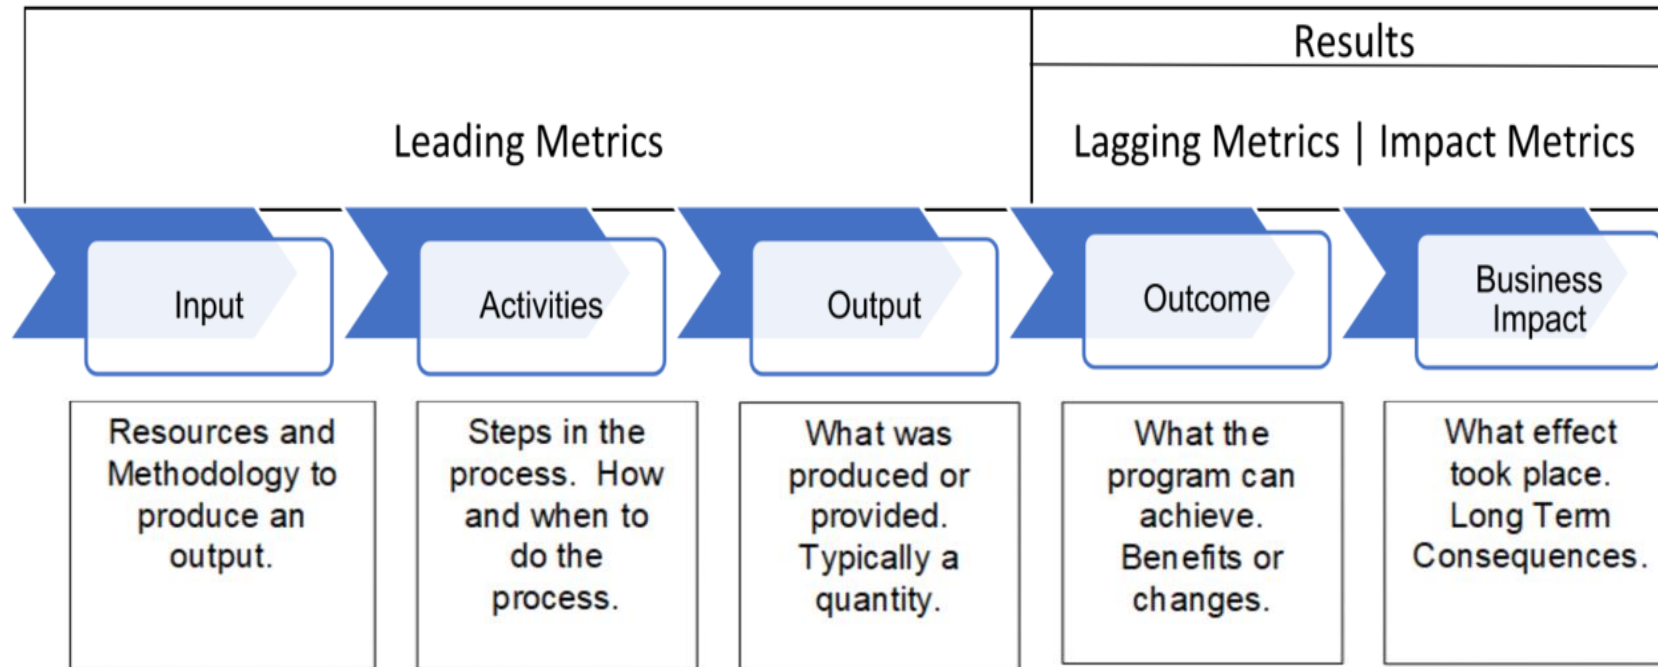 Results
Leading Metrics
Lagging Metrics | Impact Metrics
Input
Activities
Output
Outcome
Business
Impact
Resources and
Methodology to
produce an
output.
Steps in the
process.  How
and when to
do the
process.
What was
produced or
provided.
Typically a
quantity.
What the
program can
achieve.
Benefits or
changes.
What effect
took place.
Long Term
Consequences.